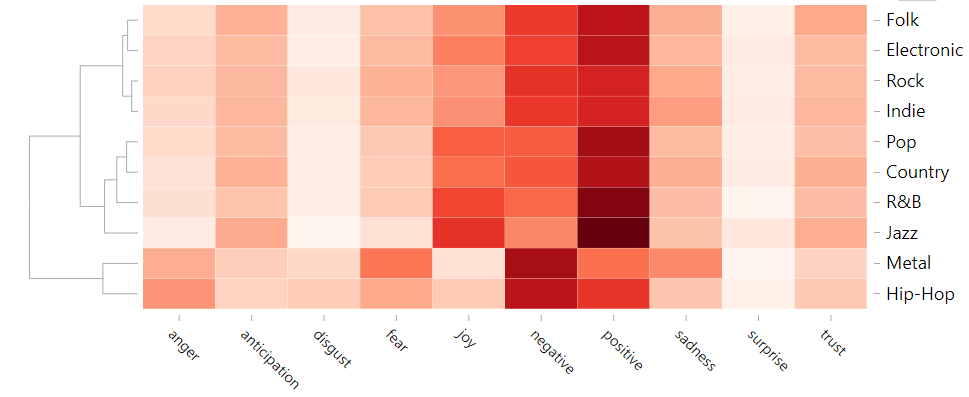 Folk
Electronic
Rock
Indie
Pop
Country
R&B
Jazz
Metal
Hip-Hop
anger
anticipation
disgust
fear
joy
negative
positive
sadness
surprise
trust